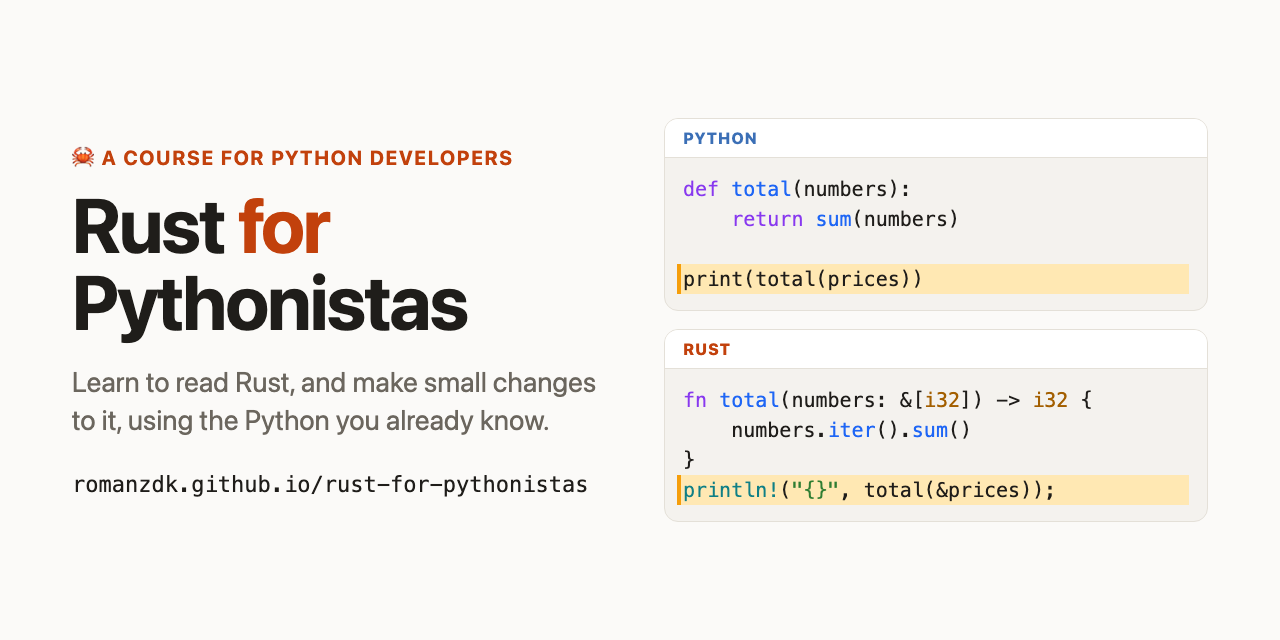 🦀 A COURSE FOR PYTHON DEVELOPERS
Rust for
Pythonistas
Learn to read Rust, and make small changes
to it, using the Python you already know.
romanzdk.github.io/rust-for-pythonistas
PYTHON
def total(numbers):
    return sum(numbers)
print(total(prices))
RUST
fn total(numbers: &[i32]) -> i32 {
    numbers.iter().sum()
}
println!("{}", total(&prices));